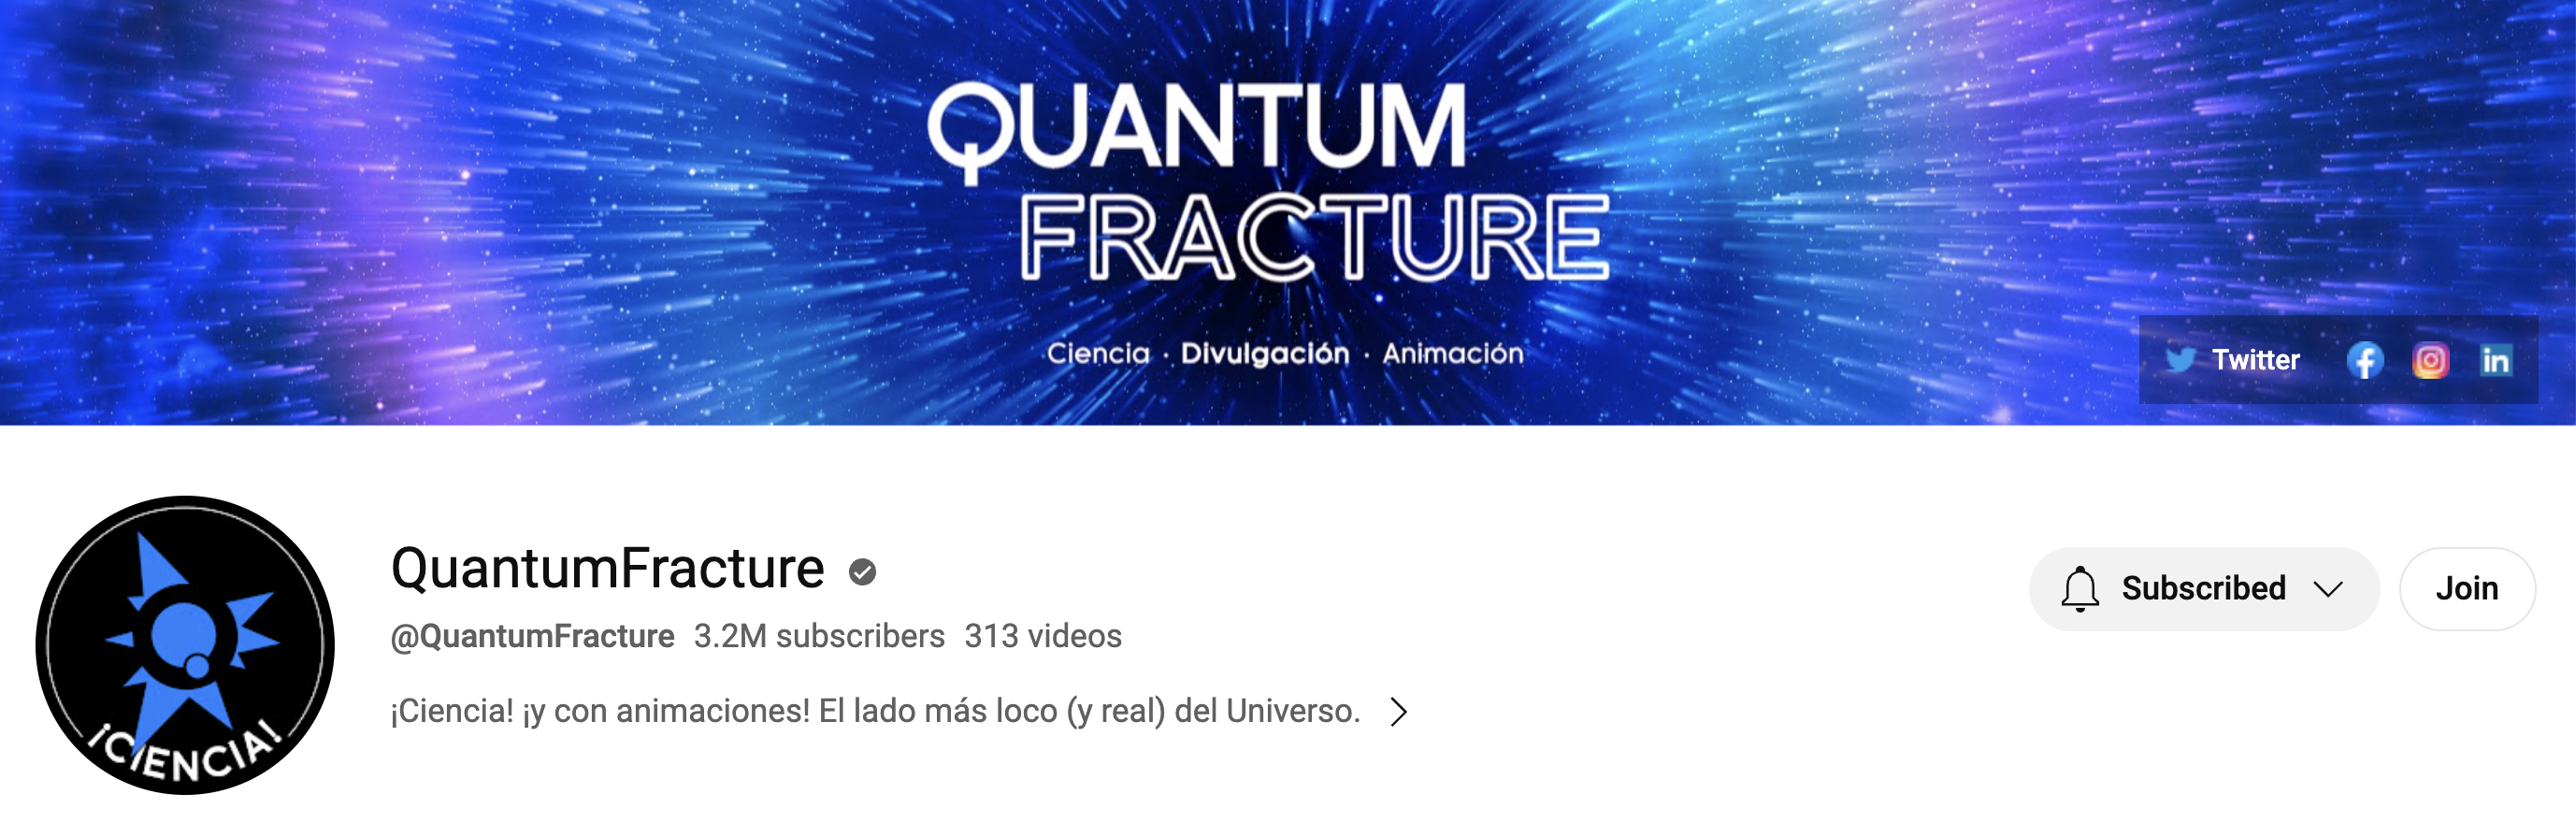 QUANTUM
FRACTURE
Ciencia · Divulgación · Animación
Twitter
¡CIENCIA!
QuantumFracture
@QuantumFracture 3.2M subscribers 313 videos
¡Ciencia! ¡y con animaciones! El lado más loco (y real) del Universo.
Subscribed
Join